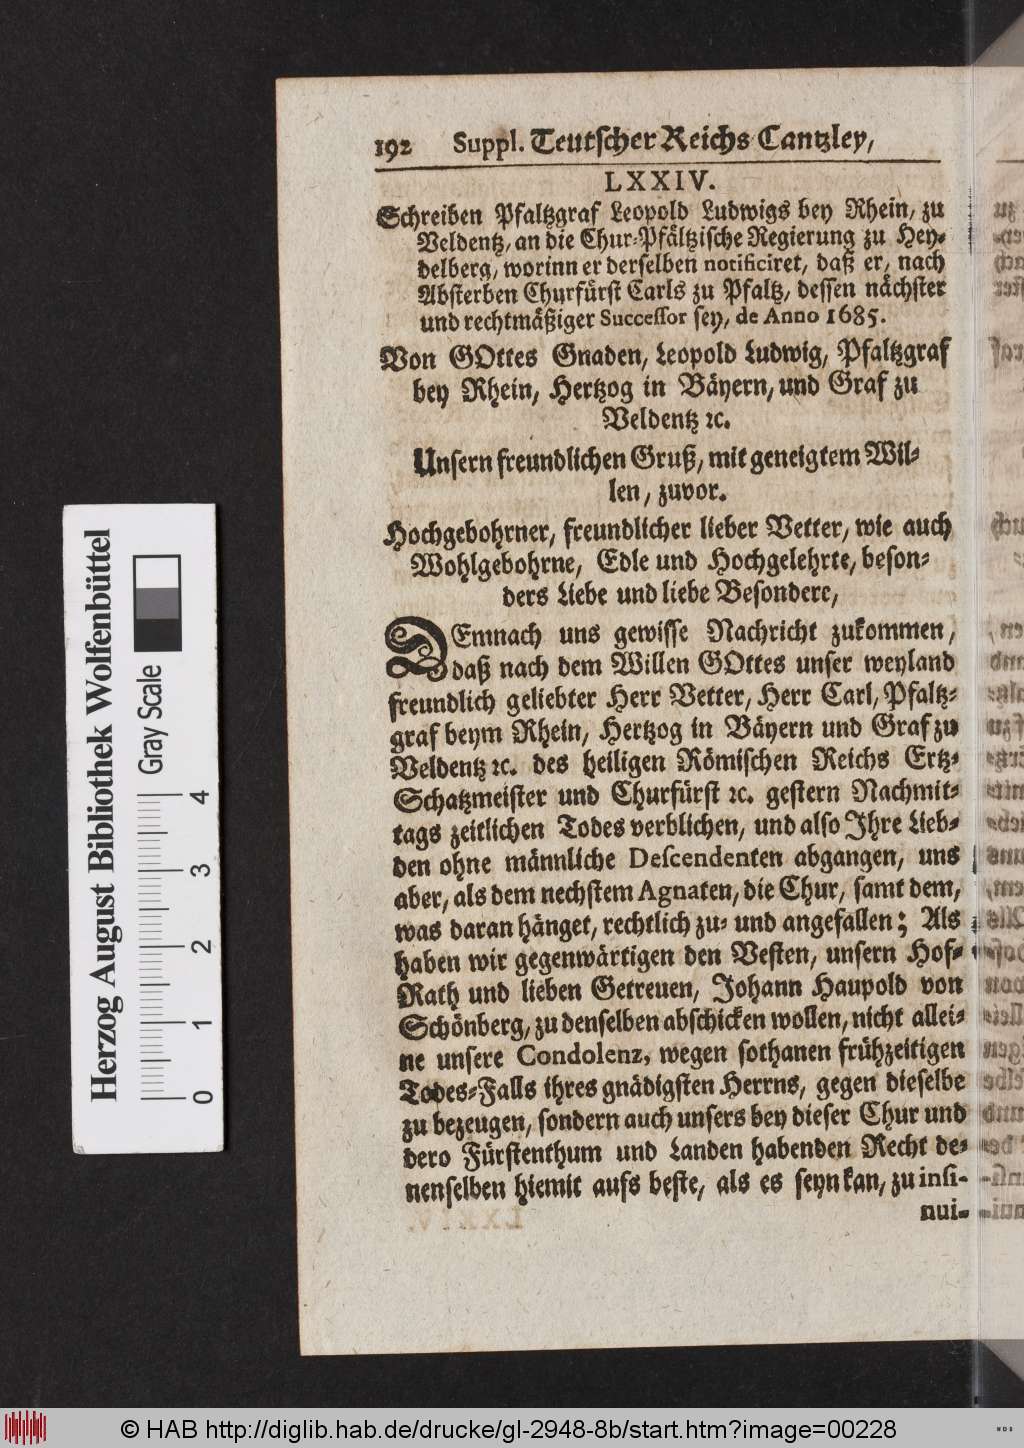 192 Suppl. Teutscher Reichs Cantzley,
LXXIV.
Schreiben Pfaltzgraf Leopold Ludwigs bey Rhein, zu
Veldentz, an die Chur-Pfältzische Regierung zu Hey-
delberg, worinn er derselben notificiret, daß er, nach
Absterben Churfürst Carls zu Pfaltz, dessen nächster
und rechtmäßiger Successor sey, de Anno 1685.
Von GOttes Gnaden, Leopold Ludwig, Pfaltzgraf
bey Rhein, Hertzog in Bäyern, und Graf zu
Veldentz ꝛc.
Unsern freundlichen Gruß, mit geneigtem Wil-
len, zuvor.
Hochgebohrner, freundlicher lieber Vetter, wie auch
Wohlgebohrne, Edle und Hochgelehrte, beson-
ders Liebe und liebe Besondere,
DEmnach uns gewisse Nachricht zukommen,
daß nach dem Willen GOttes unser weyland
freundlich geliebter Herr Vetter, Herr Carl, Pfaltz-
graf beym Rhein, Hertzog in Bäyern und Graf zu
Veldentz ꝛc. des heiligen Römischen Reichs Ertz-
Schatzmeister und Churfürst ꝛc. gestern Nachmit-
tags zeitlichen Todes verblichen, und also Ihre Lieb-
den ohne männliche Descendenten abgangen, uns
aber, als dem nechstem Agnaten, die Chur, samt dem,
was daran hänget, rechtlich zu- und angefallen; Als
haben wir gegenwärtigen den Vesten, unsern Hof-
Rath und lieben Getreuen, Johann Haupold von
Schönberg, zu denselben abschicken wollen, nicht allei-
ne unsere Condolenz, wegen sothanen frühzeitigen
Todes-Falls ihres gnädigsten Herrns, gegen dieselbe
zu bezeugen, sondern auch unsers bey dieser Chur und
dero Fürstenthum und Landen habenden Recht de-
nenselben hiemit aufs beste, als es seyn kan, zu insi-
nui-
Herzog August Bibliothek Wolfenbüttel
Gray Scale
0 1 2 3 4
© HAB http://diglib.hab.de/drucke/gl-2948-8b/start.htm?image=00228